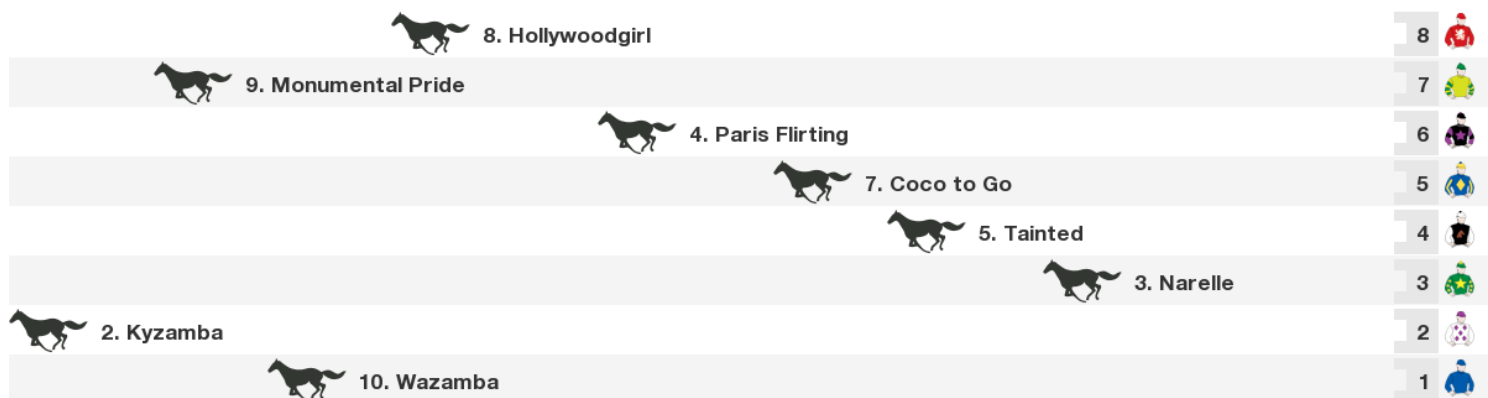 8. Hollywoodgirl 8
9. Monumental Pride 7
4. Paris Flirting 6
7. Coco to Go 5
5. Tainted 4
3. Narelle 3
2. Kyzamba 2
10. Wazamba 1